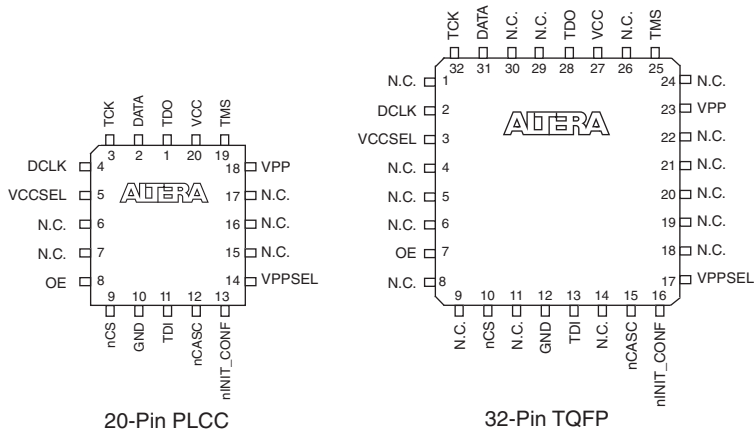 TCK DATA TDO VCC TMS
3 2 1 20 19
DCLK 4 18 VPP
VCCSEL 5 ALTERA 17 N.C.
N.C. 6 16 N.C.
N.C. 7 15 N.C.
OE 8 14 VPPSEL
9 10 11 12 13
nCS GND TDI nCASC nINIT_CONF
20-Pin PLCC
TCK DATA N.C. N.C. TDO VCC N.C. TMS
32 31 30 29 28 27 26 25
N.C. 1 24 N.C.
DCLK 2 23 VPP
VCCSEL 3 ALTERA 22 N.C.
N.C. 4 21 N.C.
N.C. 5 20 N.C.
N.C. 6 19 N.C.
OE 7 18 N.C.
N.C. 8 17 VPPSEL
9 10 11 12 13 14 15 16
N.C. nCS N.C. GND TDI N.C. nCASC nINIT_CONF
32-Pin TQFP